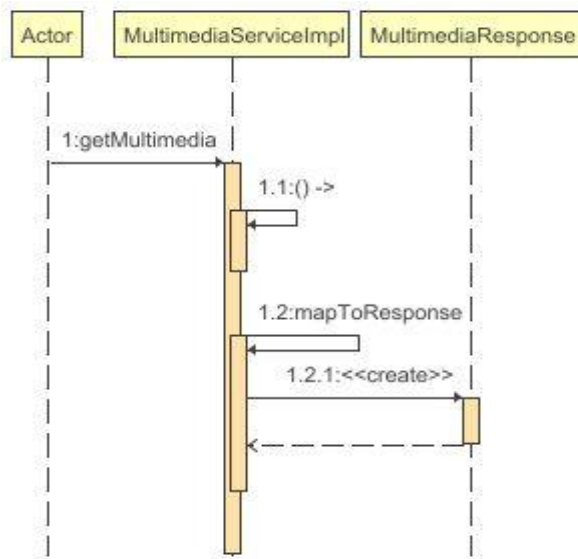 Actor
MultimediaServiceImpl
MultimediaResponse
1:getMultimedia
1.1:() ->
1.2:mapToResponse
1.2.1:<<create>>